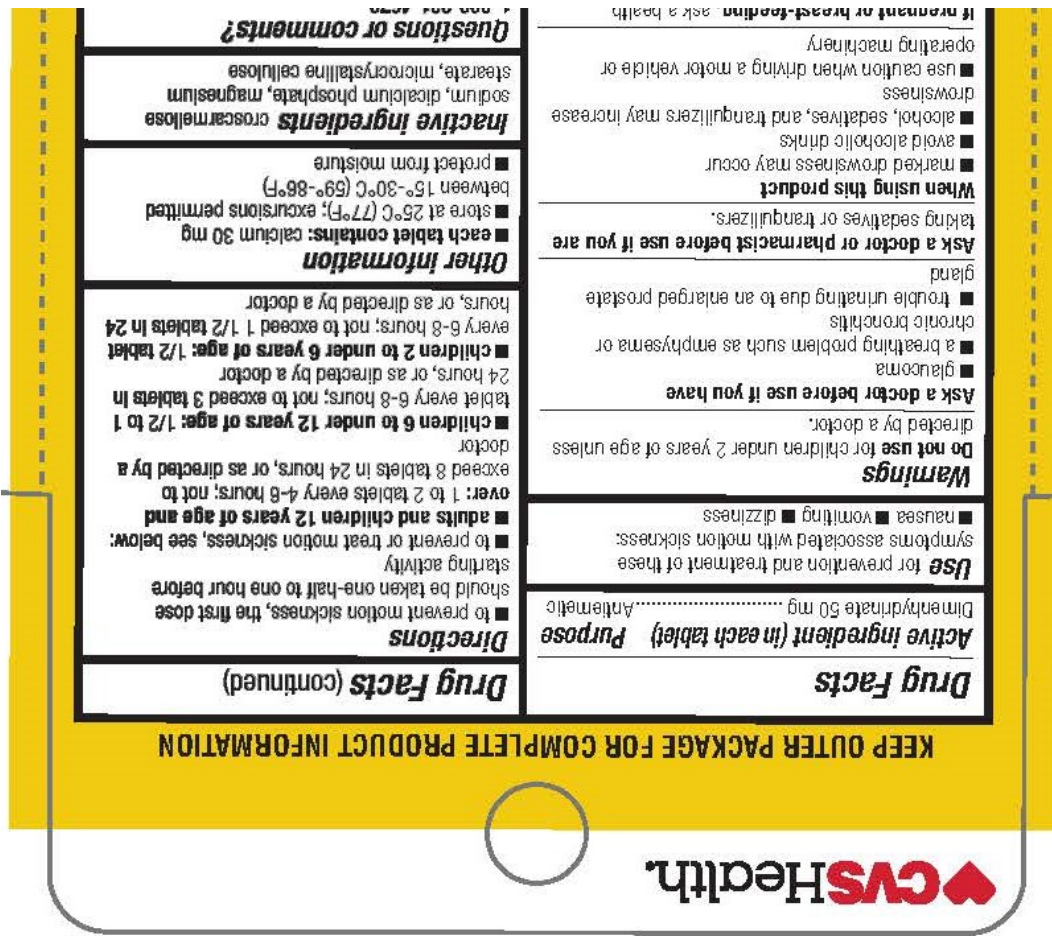 CVSHealth.
KEEP OUTER PACKAGE FOR COMPLETE PRODUCT INFORMATION
Drug Facts
Active ingredient (in each tablet) Purpose
Dimenhydrinate 50 mg ......................Antiemetic
Use for prevention and treatment of these
symptoms associated with motion sickness:
■ nausea ■ vomiting ■ dizziness
Warnings
Do not use for children under 2 years of age unless
directed by a doctor.
Ask a doctor before use if you have
■ glaucoma
■ a breathing problem such as emphysema or
chronic bronchitis
■ trouble urinating due to an enlarged prostate
gland
Ask a doctor or pharmacist before use if you are
taking sedatives or tranquilizers.
When using this product
■ marked drowsiness may occur
■ avoid alcoholic drinks
■ alcohol, sedatives, and tranquilizers may increase
drowsiness
■ use caution when driving a motor vehicle or
operating machinery
If pregnant or breast-feeding, ask a health
Drug Facts (continued)
Directions
■ to prevent motion sickness, the first dose
should be taken one-half to one hour before
starting activity
■ to prevent or treat motion sickness, see below:
■ adults and children 12 years of age and
over: 1 to 2 tablets every 4-6 hours; not to
exceed 8 tablets in 24 hours, or as directed by a
doctor
■ children 6 to under 12 years of age: 1/2 to 1
tablet every 6-8 hours; not to exceed 3 tablets in
24 hours, or as directed by a doctor
■ children 2 to under 6 years of age: 1/2 tablet
every 6-8 hours; not to exceed 1 1/2 tablets in 24
hours, or as directed by a doctor
Other information
■ each tablet contains: calcium 30 mg
■ store at 25°C (77°F); excursions permitted
between 15°-30°C (59°-86°F)
■ protect from moisture
Inactive ingredients croscarmellose
sodium, dicalcium phosphate, magnesium
stearate, microcrystalline cellulose
Questions or comments?